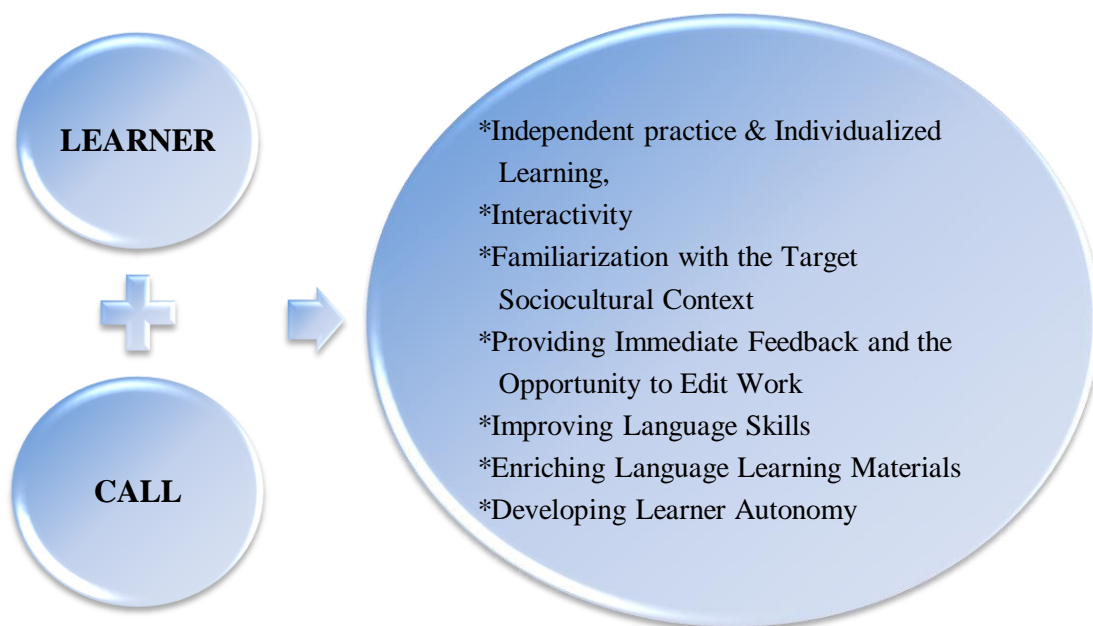 LEARNER
CALL
*Independent practice & Individualized
Learning,
*Interactivity
*Familiarization with the Target
Sociocultural Context
*Providing Immediate Feedback and the
Opportunity to Edit Work
*Improving Language Skills
*Enriching Language Learning Materials
*Developing Learner Autonomy